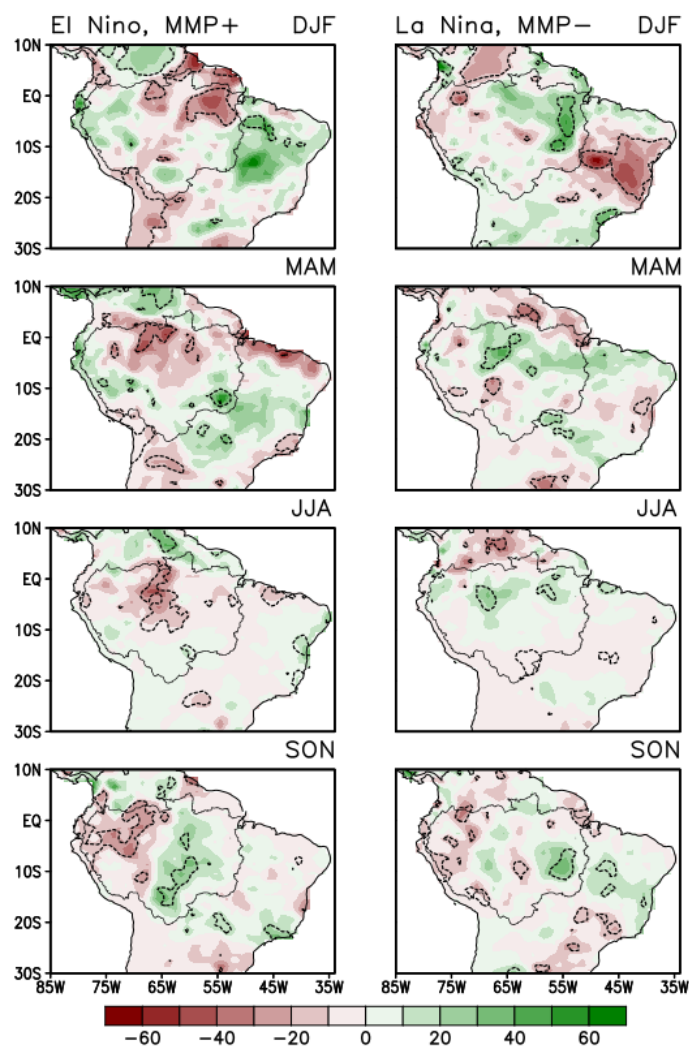 El Nino, MMP+ DJF La Nina, MMP− DJF
10N
EQ
10S
20S
30S
MAM MAM
10N
EQ
10S
20S
30S
JJA JJA
10N
EQ
10S
20S
30S
SON SON
10N
EQ
10S
20S
30S
85W 75W 65W 55W 45W 35W 85W 75W 65W 55W 45W 35W
−60 −40 −20 0 20 40 60